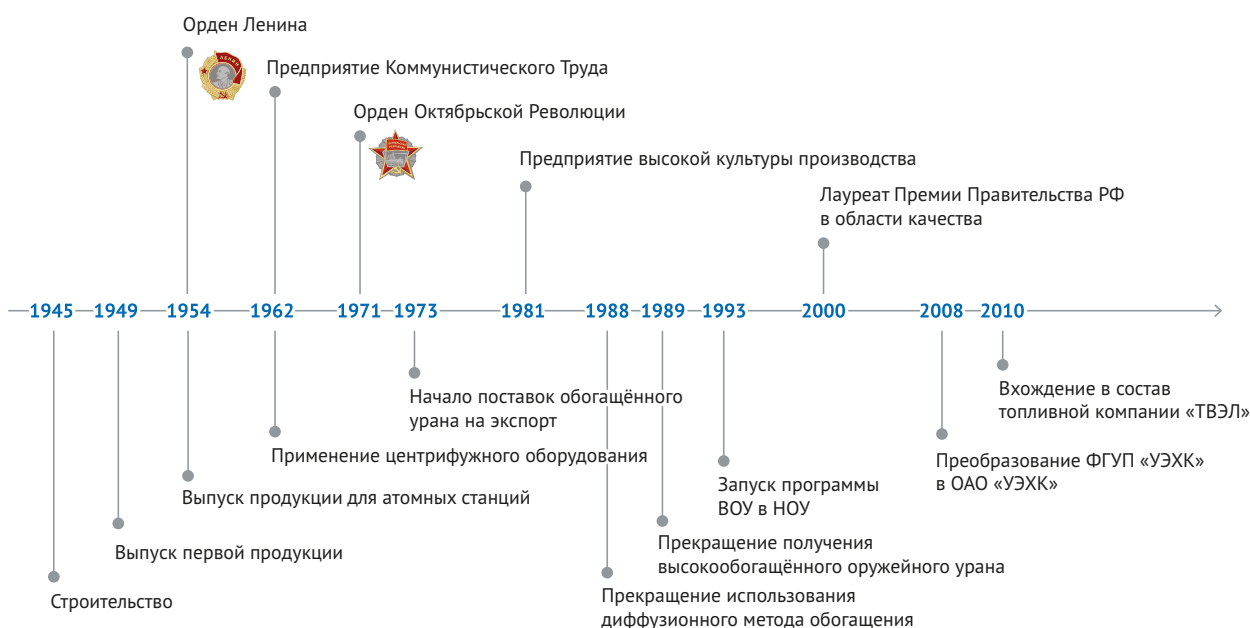 Орден Ленина
Предприятие Коммунистического Труда
Орден Октябрьской Революции
Предприятие высокой культуры производства
Лауреат Премии Правительства РФ
в области качества
1945 1949 1954 1962 1971 1973 1981 1988 1989 1993 2000 2008 2010
Начало поставок обогащённого
урана на экспорт
Вхождение в состав
топливной компании «ТВЭЛ»
Применение центрифужного оборудования
Преобразование ФГУП «УЭХК»
в ОАО «УЭХК»
Выпуск продукции для атомных станций
Запуск программы
ВОУ в НОУ
Выпуск первой продукции
Прекращение получения
высокообогащённого оружейного урана
Строительство
Прекращение использования
диффузионного метода обогащения